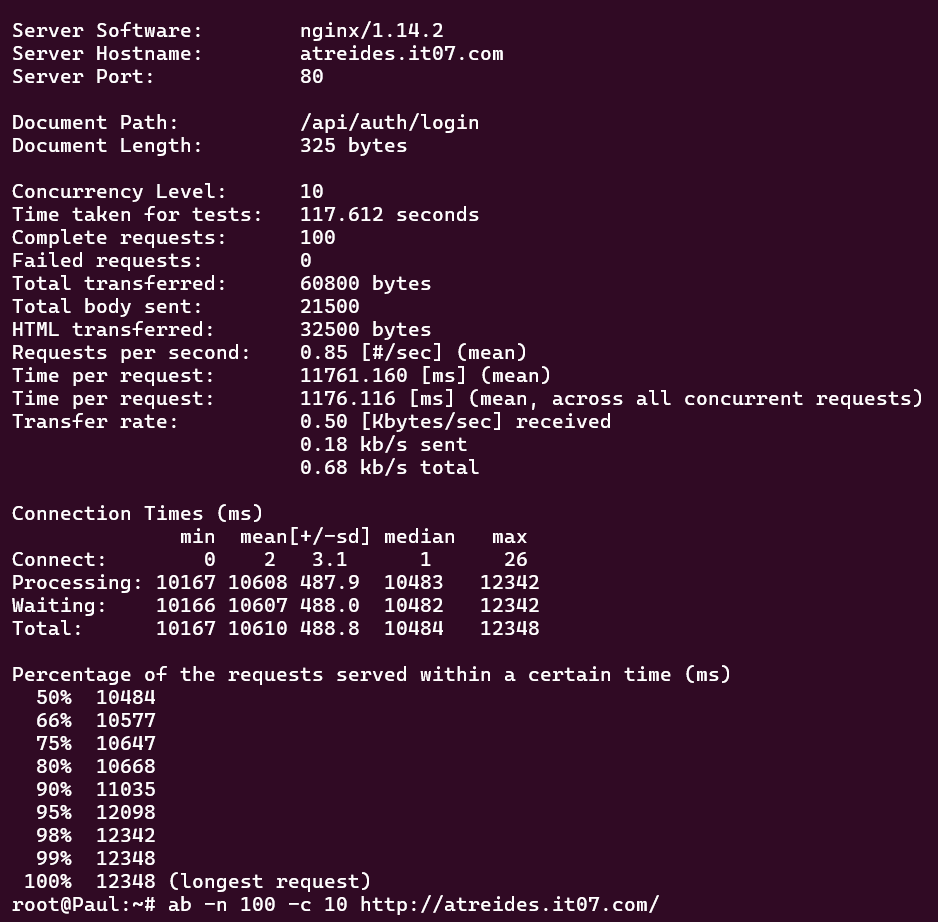 Server Software:        nginx/1.14.2
Server Hostname:        atreides.it07.com
Server Port:            80
Document Path:          /api/auth/login
Document Length:        325 bytes
Concurrency Level:      10
Time taken for tests:   117.612 seconds
Complete requests:      100
Failed requests:        0
Total transferred:      60800 bytes
Total body sent:        21500
HTML transferred:       32500 bytes
Requests per second:    0.85 [#/sec] (mean)
Time per request:       11761.160 [ms] (mean)
Time per request:       1176.116 [ms] (mean, across all concurrent requests)
Transfer rate:          0.50 [Kbytes/sec] received
                        0.18 kb/s sent
                        0.68 kb/s total
Connection Times (ms)
              min  mean[+/-sd] median   max
Connect:        0    2   3.1      1      26
Processing: 10167 10608 487.9  10483   12342
Waiting:    10166 10607 488.0  10482   12342
Total:      10167 10610 488.8  10484   12348
Percentage of the requests served within a certain time (ms)
  50%  10484
  66%  10577
  75%  10647
  80%  10668
  90%  11035
  95%  12098
  98%  12342
  99%  12348
 100%  12348 (longest request)
root@Paul:~# ab -n 100 -c 10 http://atreides.it07.com/